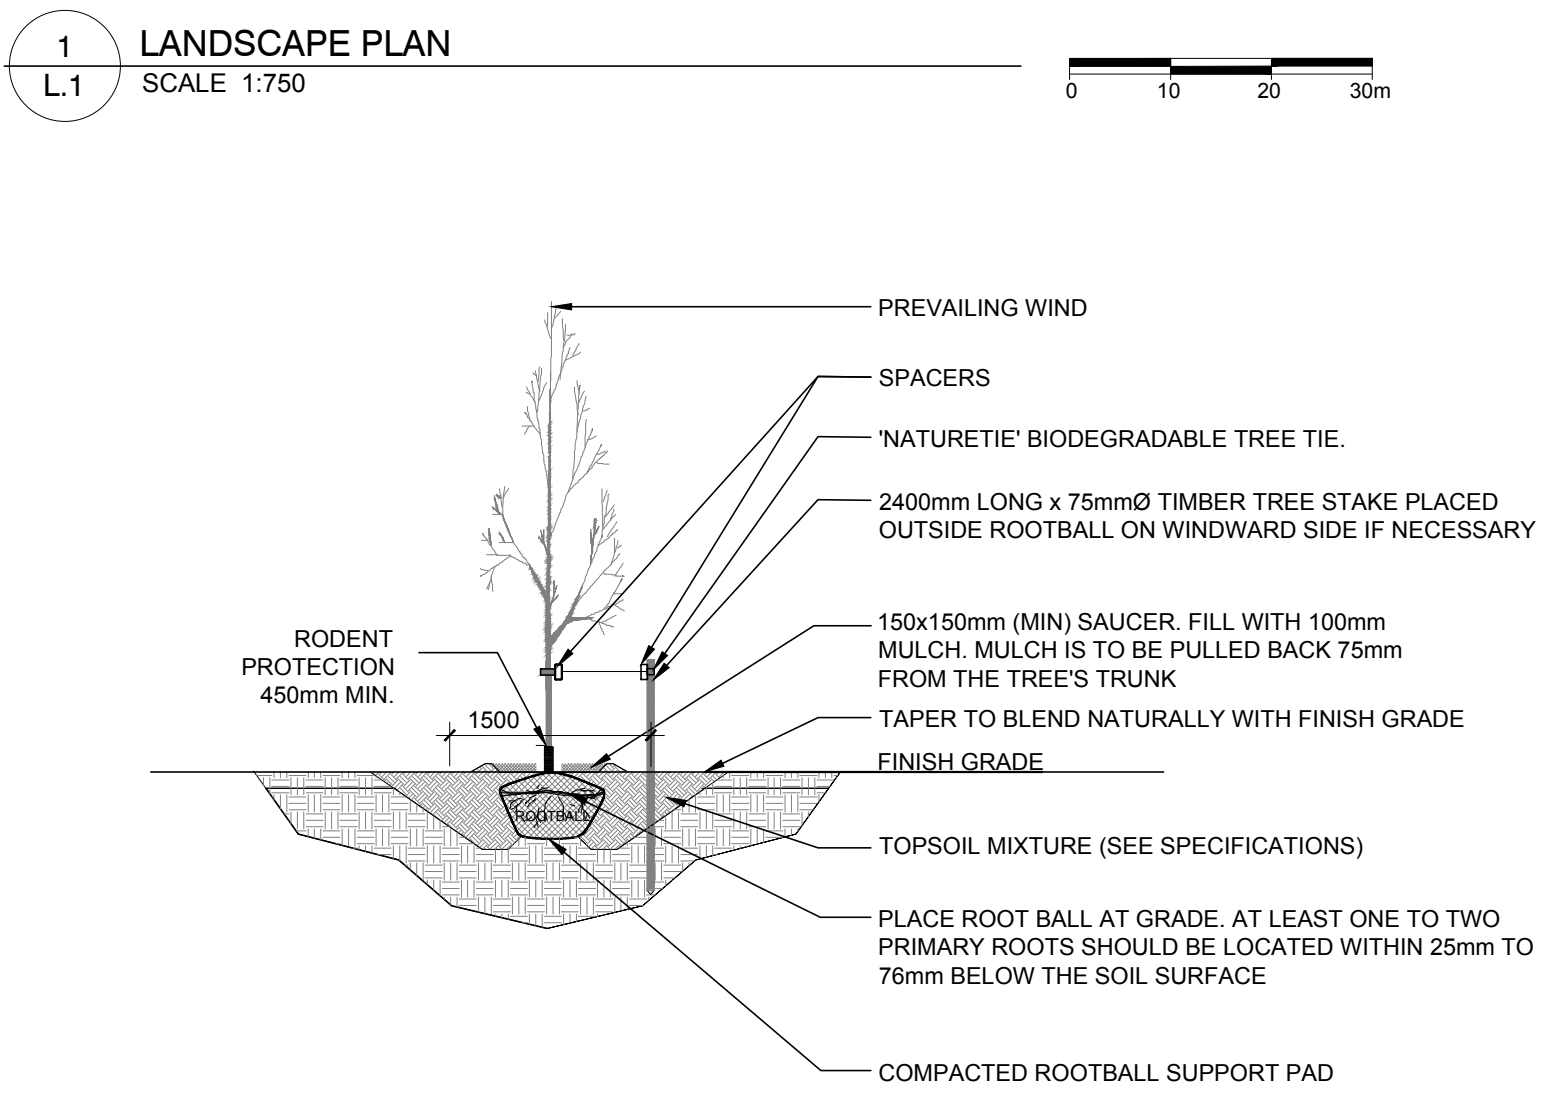 1
L.1
LANDSCAPE PLAN
SCALE 1:750
0 10 20 30m
PREVAILING WIND
SPACERS
'NATURETIE' BIODEGRADABLE TREE TIE.
2400mm LONG x 75mmØ TIMBER TREE STAKE PLACED
OUTSIDE ROOTBALL ON WINDWARD SIDE IF NECESSARY
150x150mm (MIN) SAUCER. FILL WITH 100mm
MULCH. MULCH IS TO BE PULLED BACK 75mm
FROM THE TREE'S TRUNK
RODENT
PROTECTION
450mm MIN.
1500
TAPER TO BLEND NATURALLY WITH FINISH GRADE
FINISH GRADE
ROOTBALL
TOPSOIL MIXTURE (SEE SPECIFICATIONS)
PLACE ROOT BALL AT GRADE. AT LEAST ONE TO TWO
PRIMARY ROOTS SHOULD BE LOCATED WITHIN 25mm TO
76mm BELOW THE SOIL SURFACE
COMPACTED ROOTBALL SUPPORT PAD